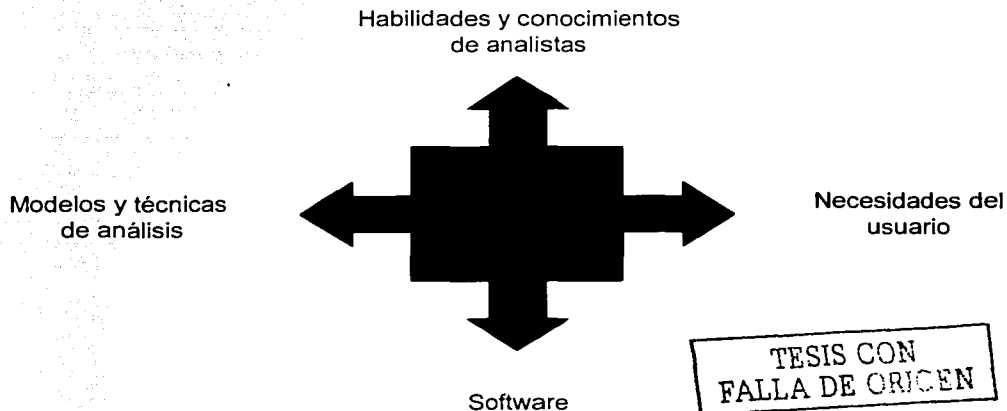 Habilidades y conocimientos
de analistas
Modelos y técnicas
de análisis
Necesidades del
usuario
Software
TESIS CON
FALLA DE ORIGEN